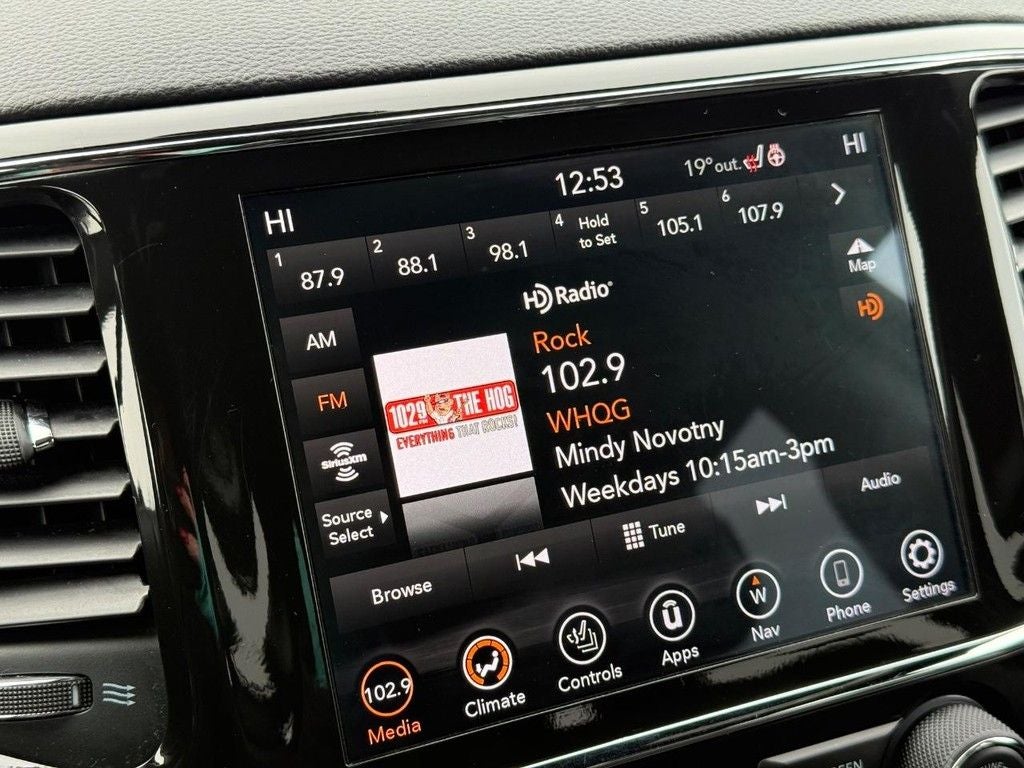 HI
12:53
19° out.
HI
1 87.9
2 88.1
3 98.1
4 Hold to Set
5 105.1
6 107.9
Map
HD Radio
HD
AM
FM
SiriusXM
Source
Select
102.9 THE HOG
EVERYTHING THAT ROCKS!
Rock
102.9
WHQG
Mindy Novotny
Weekdays 10:15am-3pm
Browse
Tune
Audio
102.9
Media
Climate
Controls
u
Apps
W
Nav
Phone
Settings